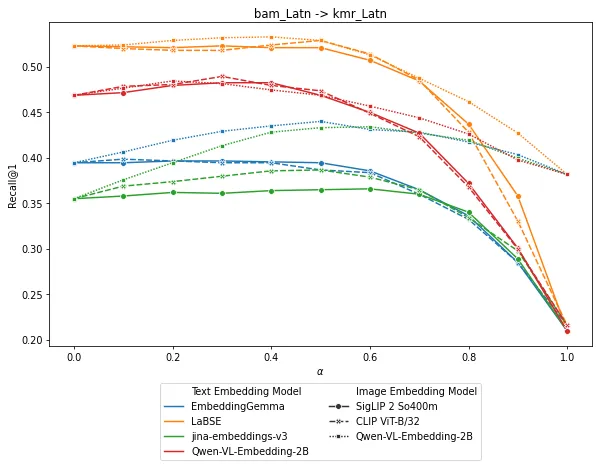 bam_Latn -> kmr_Latn
Recall@1
0.50
0.45
0.40
0.35
0.30
0.25
0.20
0.0 0.2 0.4 0.6 0.8 1.0
α
Text Embedding Model Image Embedding Model
EmbeddingGemma SigLIP 2 So400m
LaBSE CLIP ViT-B/32
jina-embeddings-v3 Qwen-VL-Embedding-2B
Qwen-VL-Embedding-2B